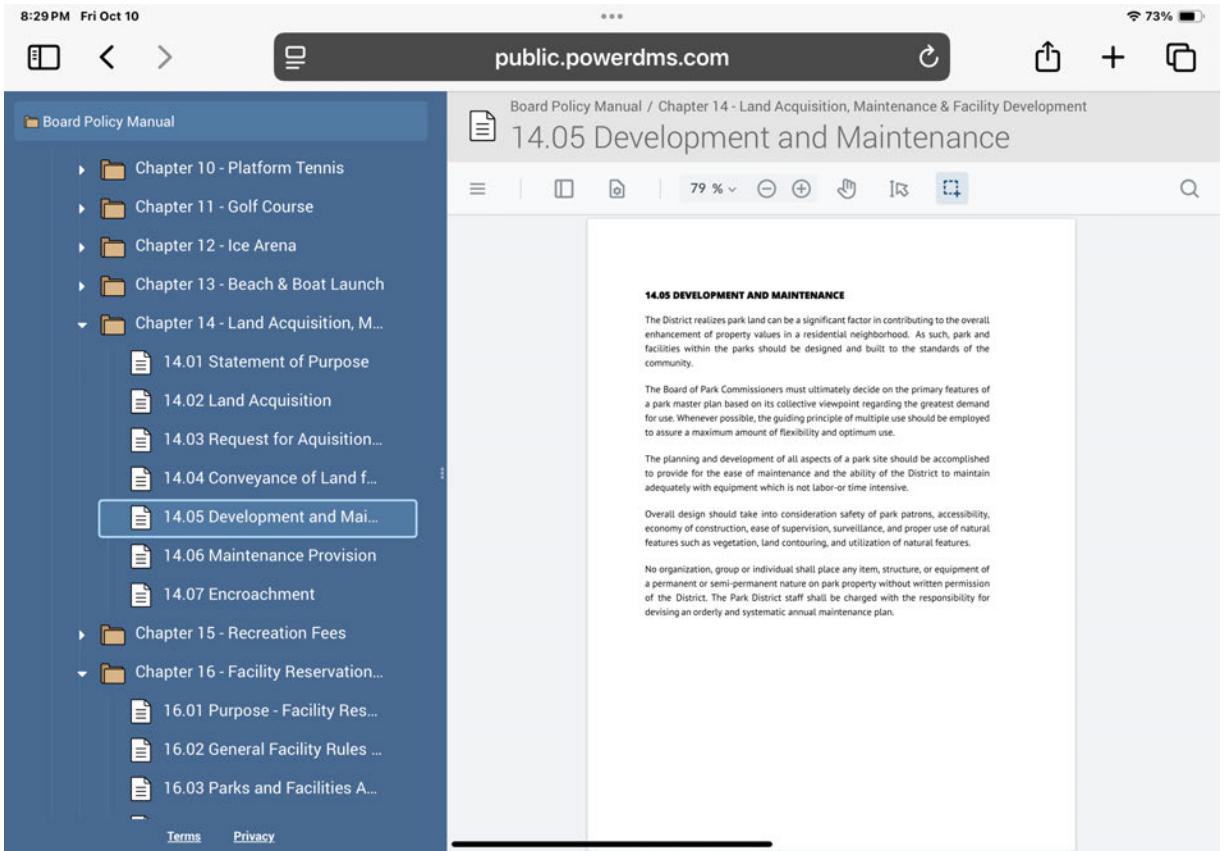 8:29 PM Fri Oct 10
73%
public.powerdms.com
Board Policy Manual
Chapter 10 - Platform Tennis
Chapter 11 - Golf Course
Chapter 12 - Ice Arena
Chapter 13 - Beach & Boat Launch
Chapter 14 - Land Acquisition, M...
14.01 Statement of Purpose
14.02 Land Acquisition
14.03 Request for Aquisition...
14.04 Conveyance of Land f...
14.05 Development and Mai...
14.06 Maintenance Provision
14.07 Encroachment
Chapter 15 - Recreation Fees
Chapter 16 - Facility Reservation...
16.01 Purpose - Facility Res...
16.02 General Facility Rules ...
16.03 Parks and Facilities A...
Terms Privacy
Board Policy Manual / Chapter 14 - Land Acquisition, Maintenance & Facility Development
14.05 Development and Maintenance
79 %
14.05 DEVELOPMENT AND MAINTENANCE
The District realizes park land can be a significant factor in contributing to the overall
enhancement of property values in a residential neighborhood. As such, park and
facilities within the parks should be designed and built to the standards of the
community.
The Board of Park Commissioners must ultimately decide on the primary features of
a park master plan based on its collective viewpoint regarding the greatest demand
for use. Whenever possible, the guiding principle of multiple use should be employed
to assure a maximum amount of flexibility and optimum use.
The planning and development of all aspects of a park site should be accomplished
to provide for the ease of maintenance and the ability of the District to maintain
adequately with equipment which is not labor-or time intensive.
Overall design should take into consideration safety of park patrons, accessibility,
economy of construction, ease of supervision, surveillance, and proper use of natural
features such as vegetation, land contouring, and utilization of natural features.
No organization, group or individual shall place any item, structure, or equipment of
a permanent or semi-permanent nature on park property without written permission
of the District. The Park District staff shall be charged with the responsibility for
devising an orderly and systematic annual maintenance plan.